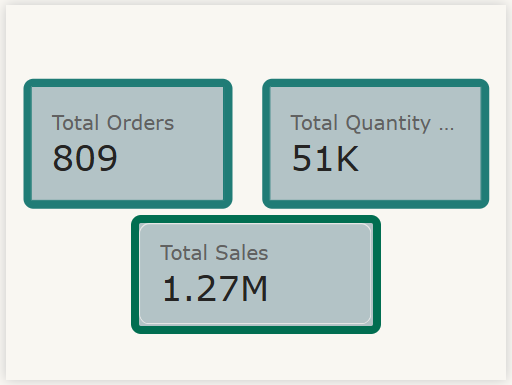 Total Orders
809
Total Quantity ...
51K
Total Sales
1.27M